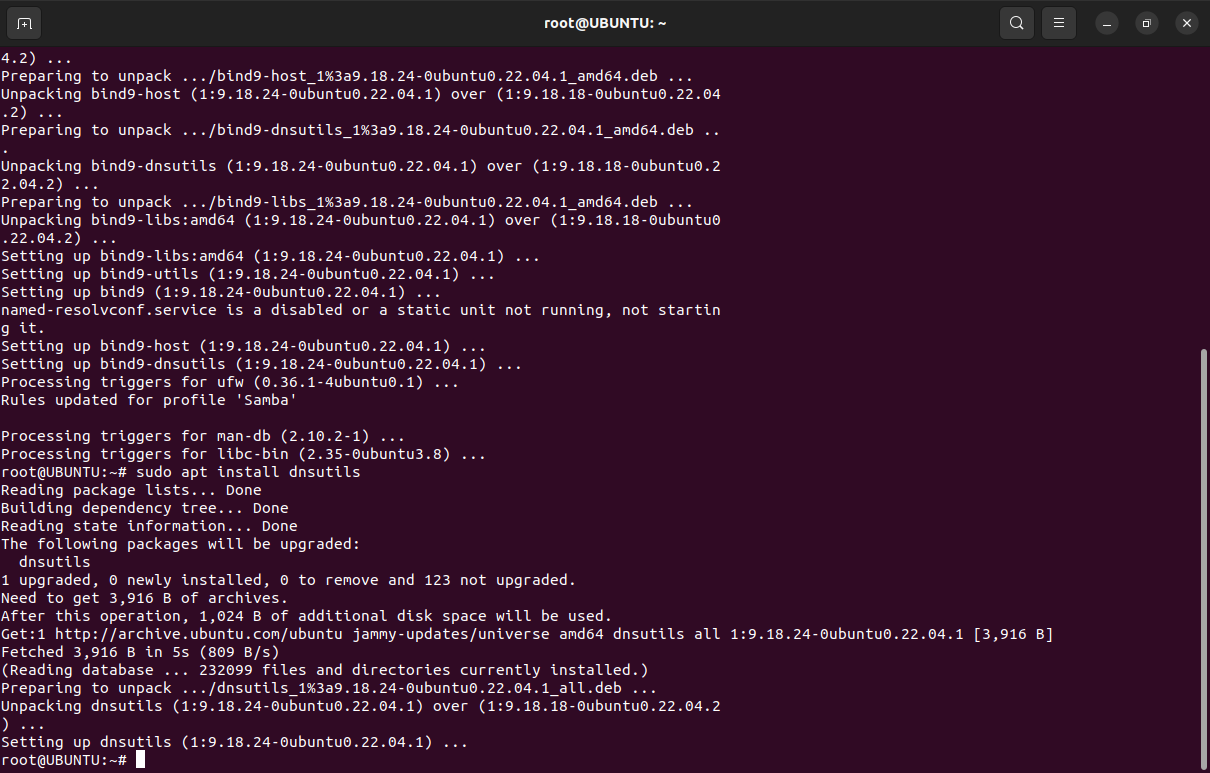 root@UBUNTU: ~
4.2) ...
Preparing to unpack .../bind9-host_1%3a9.18.24-0ubuntu0.22.04.1_amd64.deb ...
Unpacking bind9-host (1:9.18.24-0ubuntu0.22.04.1) over (1:9.18.18-0ubuntu0.22.04
.2) ...
Preparing to unpack .../bind9-dnsutils_1%3a9.18.24-0ubuntu0.22.04.1_amd64.deb ..
.
Unpacking bind9-dnsutils (1:9.18.24-0ubuntu0.22.04.1) over (1:9.18.18-0ubuntu0.2
2.04.2) ...
Preparing to unpack .../bind9-libs_1%3a9.18.24-0ubuntu0.22.04.1_amd64.deb ...
Unpacking bind9-libs:amd64 (1:9.18.24-0ubuntu0.22.04.1) over (1:9.18.18-0ubuntu0
.22.04.2) ...
Setting up bind9-libs:amd64 (1:9.18.24-0ubuntu0.22.04.1) ...
Setting up bind9-utils (1:9.18.24-0ubuntu0.22.04.1) ...
Setting up bind9 (1:9.18.24-0ubuntu0.22.04.1) ...
named-resolvconf.service is a disabled or a static unit not running, not startin
g it.
Setting up bind9-host (1:9.18.24-0ubuntu0.22.04.1) ...
Setting up bind9-dnsutils (1:9.18.24-0ubuntu0.22.04.1) ...
Processing triggers for ufw (0.36.1-4ubuntu0.1) ...
Rules updated for profile 'Samba'

Processing triggers for man-db (2.10.2-1) ...
Processing triggers for libc-bin (2.35-0ubuntu3.8) ...
root@UBUNTU:~# sudo apt install dnsutils
Reading package lists... Done
Building dependency tree... Done
Reading state information... Done
The following packages will be upgraded:
  dnsutils
1 upgraded, 0 newly installed, 0 to remove and 123 not upgraded.
Need to get 3,916 B of archives.
After this operation, 1,024 B of additional disk space will be used.
Get:1 http://archive.ubuntu.com/ubuntu jammy-updates/universe amd64 dnsutils all 1:9.18.24-0ubuntu0.22.04.1 [3,916 B]
Fetched 3,916 B in 5s (809 B/s)
(Reading database ... 232099 files and directories currently installed.)
Preparing to unpack .../dnsutils_1%3a9.18.24-0ubuntu0.22.04.1_all.deb ...
Unpacking dnsutils (1:9.18.24-0ubuntu0.22.04.1) over (1:9.18.18-0ubuntu0.22.04.2
) ...
Setting up dnsutils (1:9.18.24-0ubuntu0.22.04.1) ...
root@UBUNTU:~#